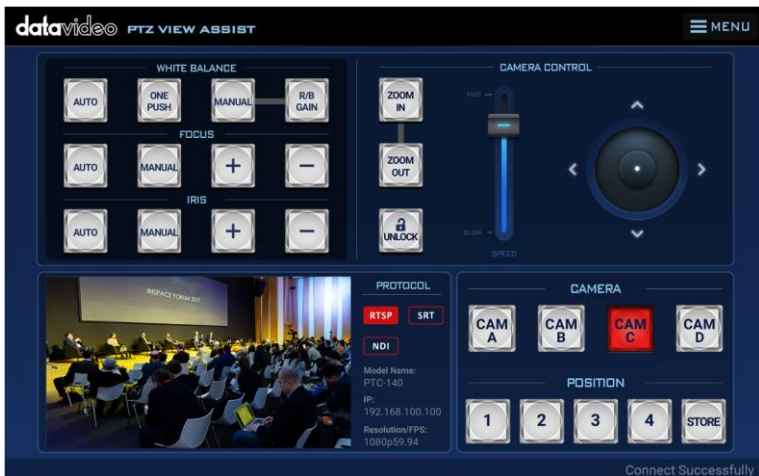 datavideo PTZ VIEW ASSIST
MENU
WHITE BALANCE
AUTO
ONE PUSH
MANUAL
R/B GAIN
FOCUS
AUTO
MANUAL
+
−
IRIS
AUTO
MANUAL
+
−
CAMERA CONTROL
ZOOM IN
ZOOM OUT
UNLOCK
FAST
SLOW
SPEED
INSPACE FORUM 2017
PROTOCOL
RTSP
SRT
NDI
Model Name:
PTC-140
IP:
192.168.100.100
Resolution/FPS:
1080p59.94
CAMERA
CAM A
CAM B
CAM C
CAM D
POSITION
1
2
3
4
STORE
Connect Successfully